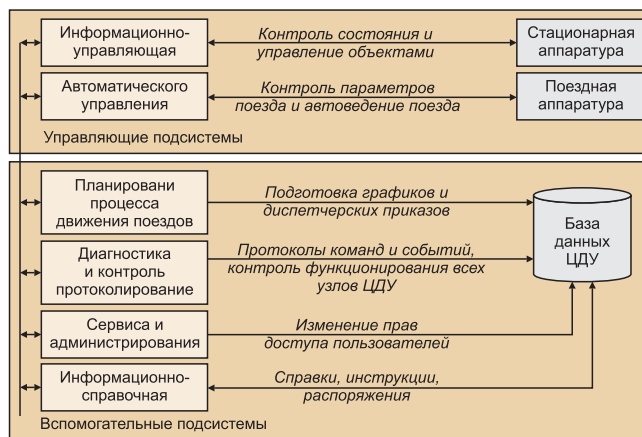 Информационно-
управляющая
Контроль состояния и
управление объектами
Стационарная
аппаратура
Автоматического
управления
Контроль параметров
поезда и автоведение поезда
Поездная
аппаратура
Управляющие подсистемы
Планировани
процесса
движения поездов
Подготовка графиков и
диспетчерских приказов
База
данных
ЦДУ
Диагностика
и контроль
протоколирование
Протоколы команд и событий,
контроль функционирования всех
узлов ЦДУ
Сервиса и
администрирования
Изменение прав
доступа пользователей
Информационно-
справочная
Справки, инструкции,
распоряжения
Вспомогательные подсистемы